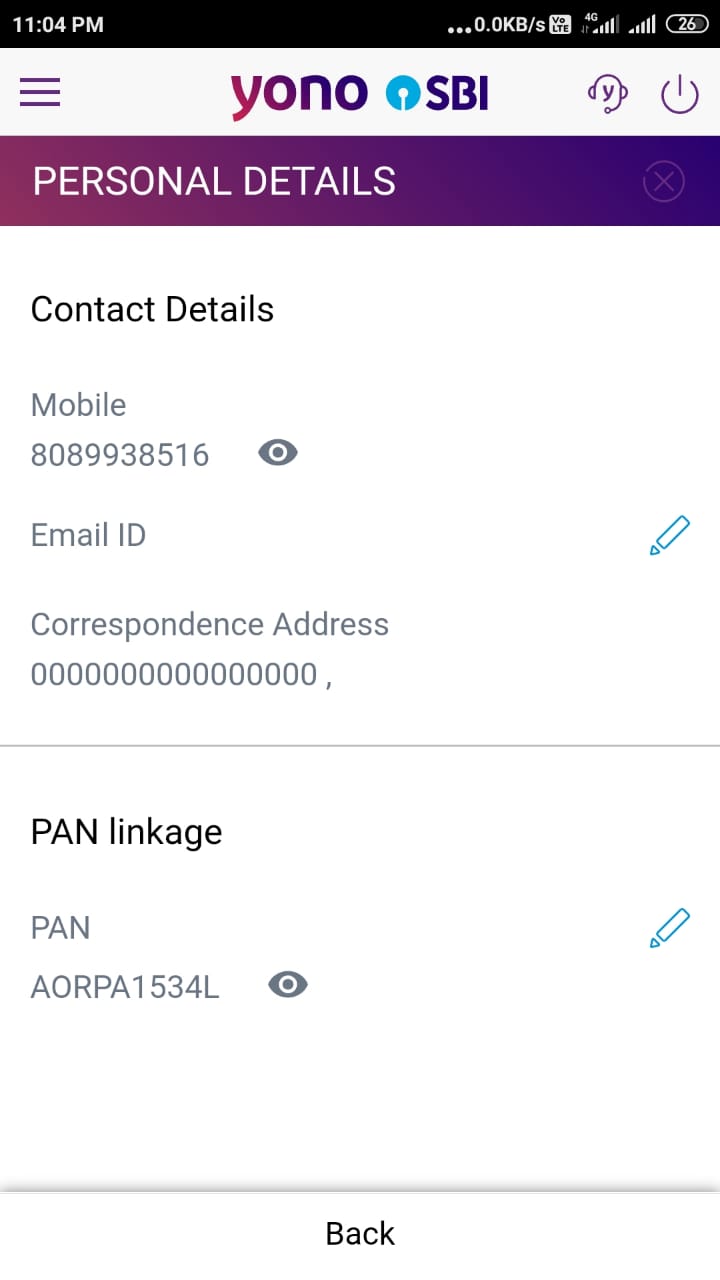 11:04 PM ...0.0KB/s Vo LTE 4G 26
yono SBI
y
PERSONAL DETAILS
Contact Details
Mobile
8089938516
Email ID
Correspondence Address
0000000000000000 ,
PAN linkage
PAN
AORPA1534L
Back